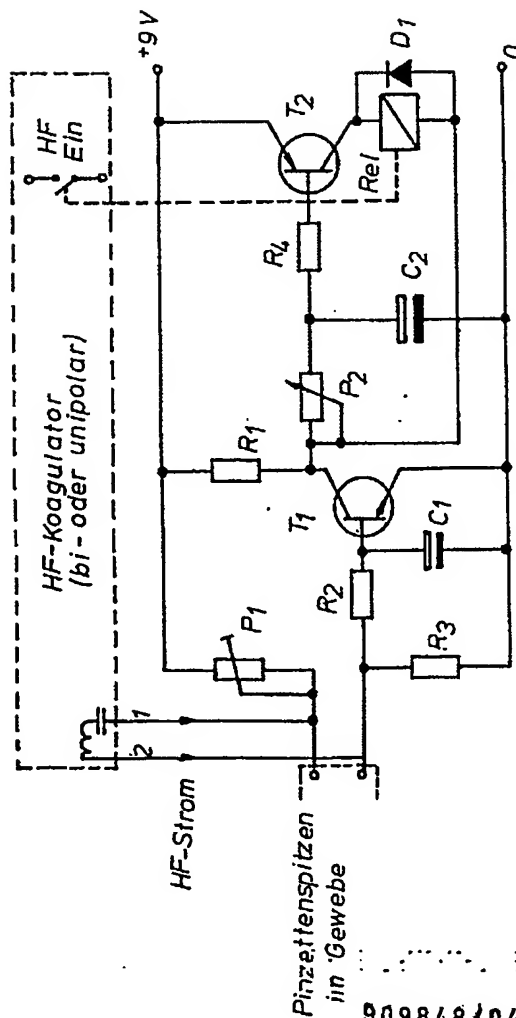 HF-Koagulator
(bi- oder unipolar)
HF
Ein
+9V
1
2
HF-Strom
P1
R1
T2
D1
Rel
R4
P2
C2
T1
R2
C1
R3
Pinzettenspitzen
im Gewebe
0